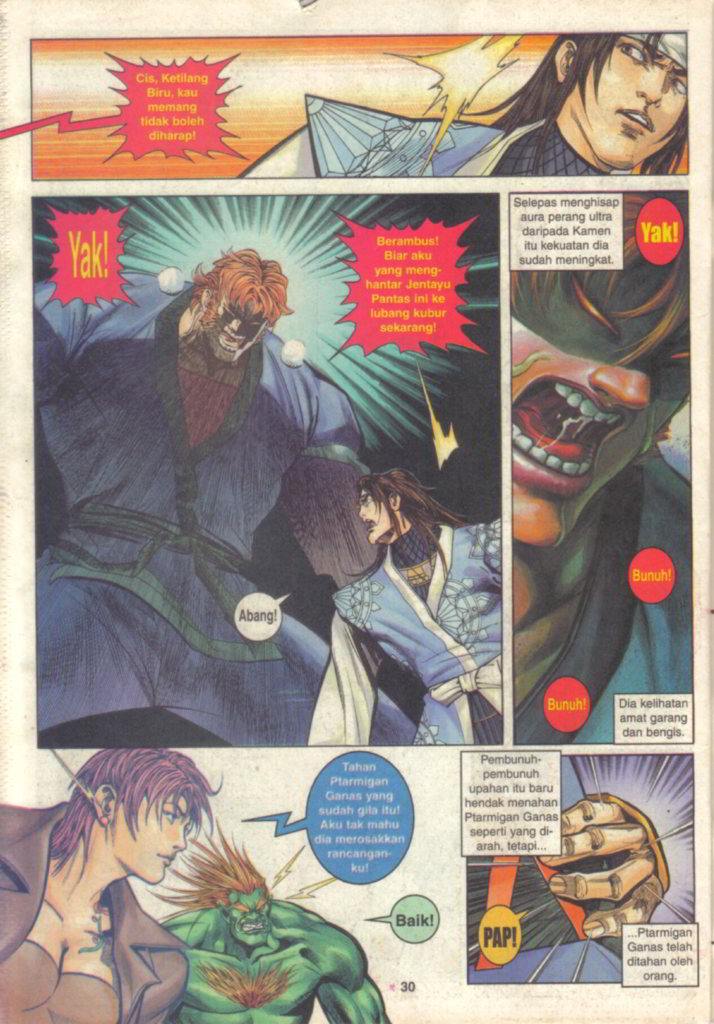 Cis, Ketilang
Biru, kau
memang
tidak boleh
diharap!
Yak!
Berambus!
Biar aku
yang meng-
hantar Jentayu
Pantas ini ke
lubang kubur
sekarang!
Abang!
Selepas menghisap
aura perang ultra
daripada Kamen
itu kekuatan dia
sudah meningkat.
Yak!
Bunuh!
Bunuh!
Dia kelihatan
amat garang
dan bengis.
Tahan
Ptarmigan
Ganas yang
sudah gila itu!
Aku tak mahu
dia merosakkan
rancangan-
ku!
Baik!
Pembunuh-
pembunuh
upahan itu baru
hendak menahan
Ptarmigan Ganas
seperti yang di-
arah, tetapi...
PAP!
...Ptarmigan
Ganas telah
ditahan oleh
orang.
30